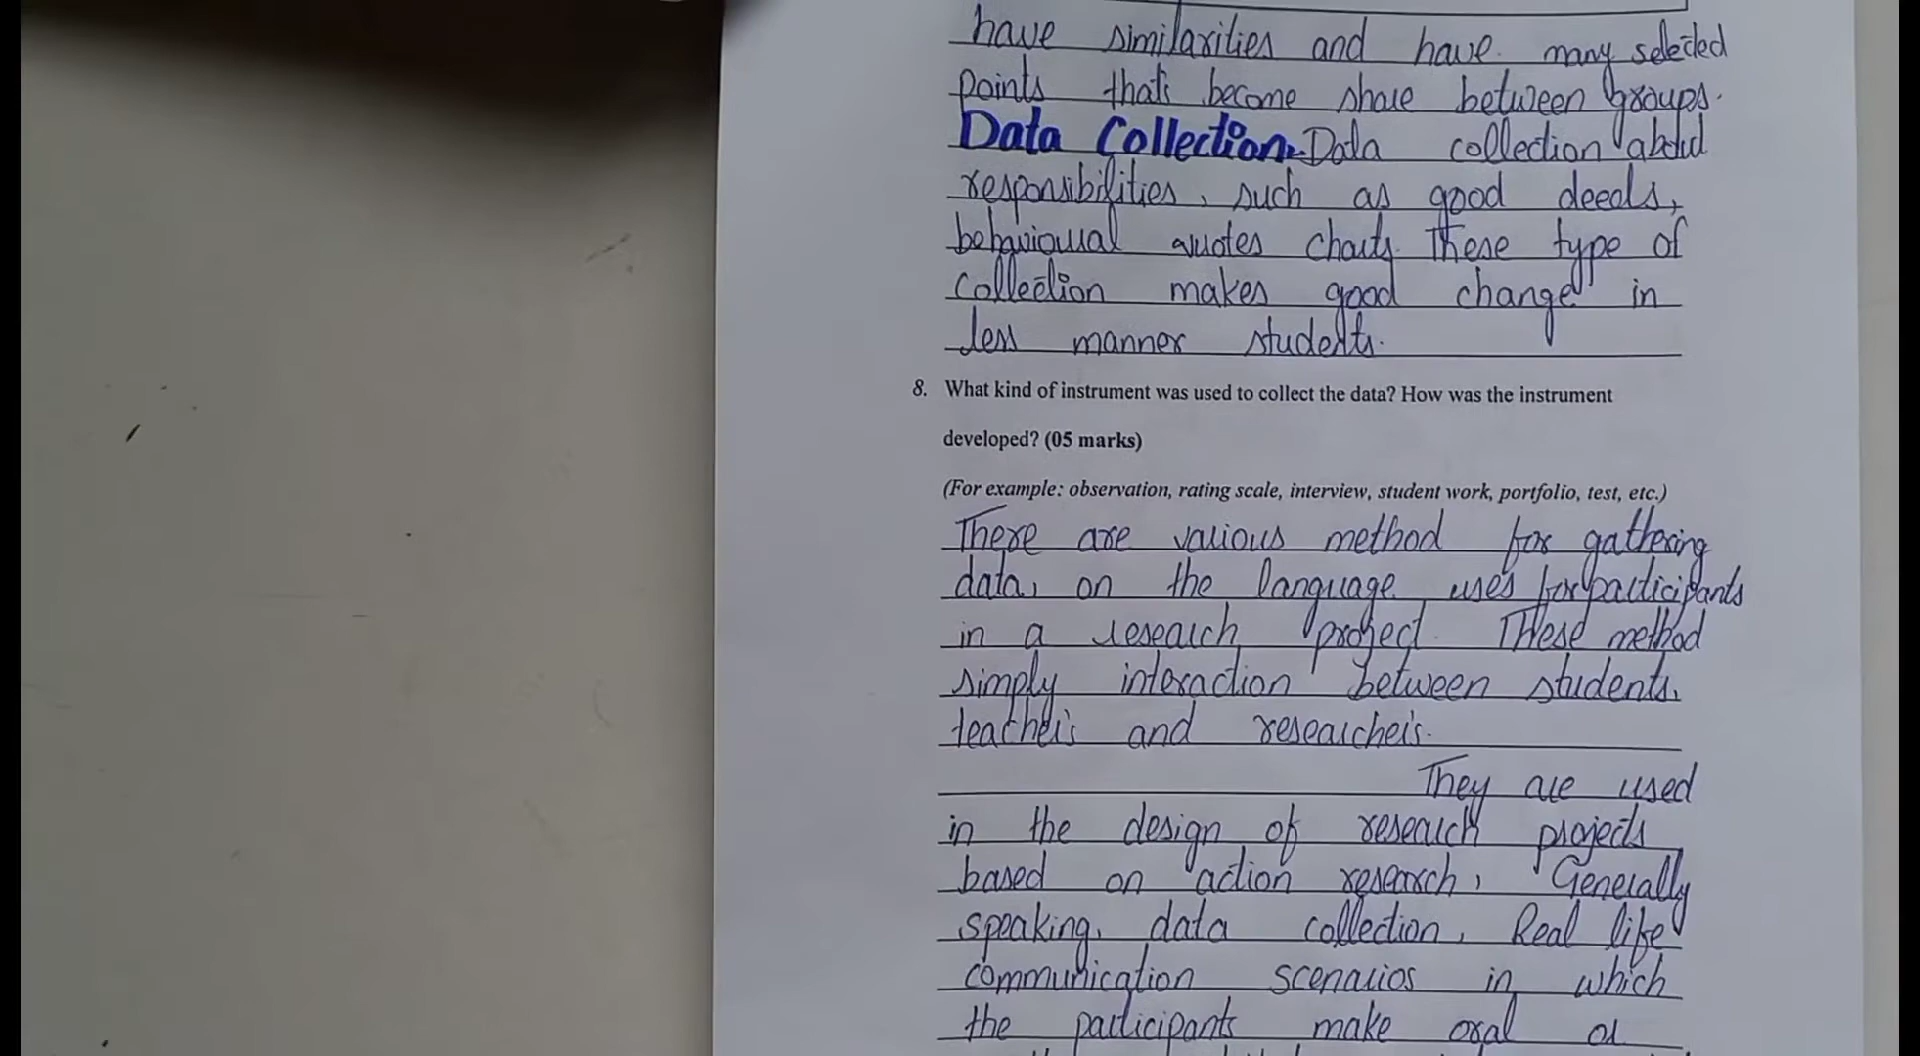 have similarities and have many selected
points that's become share between groups.
Data Collection Data collection about
responsibilities, such as good deeds,
behavioural quotes charts These type of
Collection makes good change in
less manner students.
8. What kind of instrument was used to collect the data? How was the instrument
developed? (05 marks)
(For example: observation, rating scale, interview, student work, portfolio, test, etc.)
There are various method for gathering
data, on the language uses for participants
in a research project These method
simply interaction between students,
teacher's and researcher's.
They are used
in the design of research projects
based on action research, Generally
speaking, data collection, Real life
communication scenarios in which
the participants make oral or